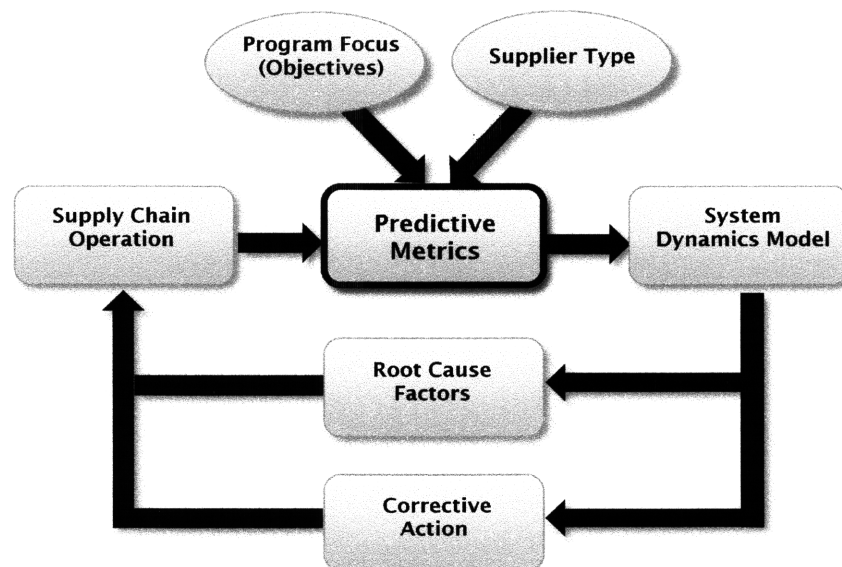 Program Focus
(Objectives)
Supplier Type
Supply Chain
Operation
Predictive
Metrics
System
Dynamics Model
Root Cause
Factors
Corrective
Action